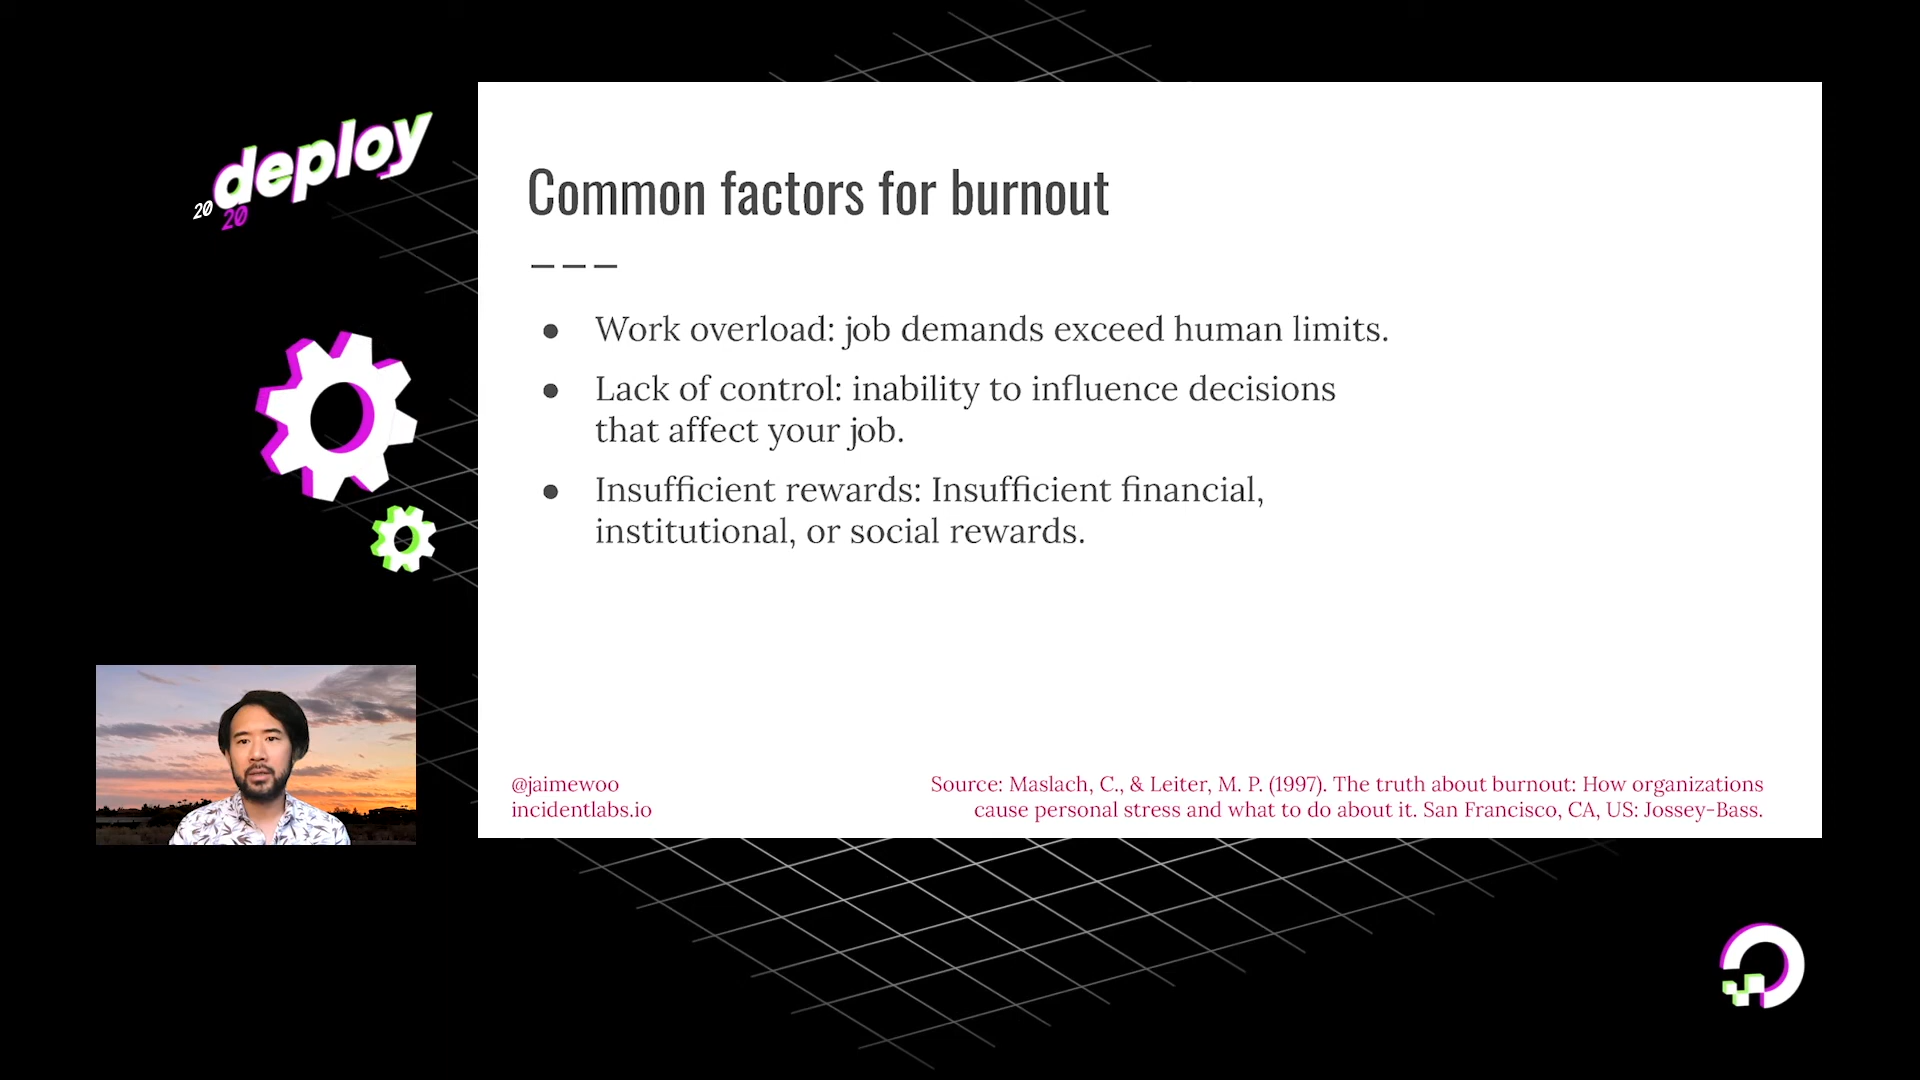 deploy
20
20
Common factors for burnout
● Work overload: job demands exceed human limits.
● Lack of control: inability to influence decisions
that affect your job.
● Insufficient rewards: Insufficient financial,
institutional, or social rewards.
@jaimewoo
incidentlabs.io
Source: Maslach, C., & Leiter, M. P. (1997). The truth about burnout: How organizations
cause personal stress and what to do about it. San Francisco, CA, US: Jossey-Bass.